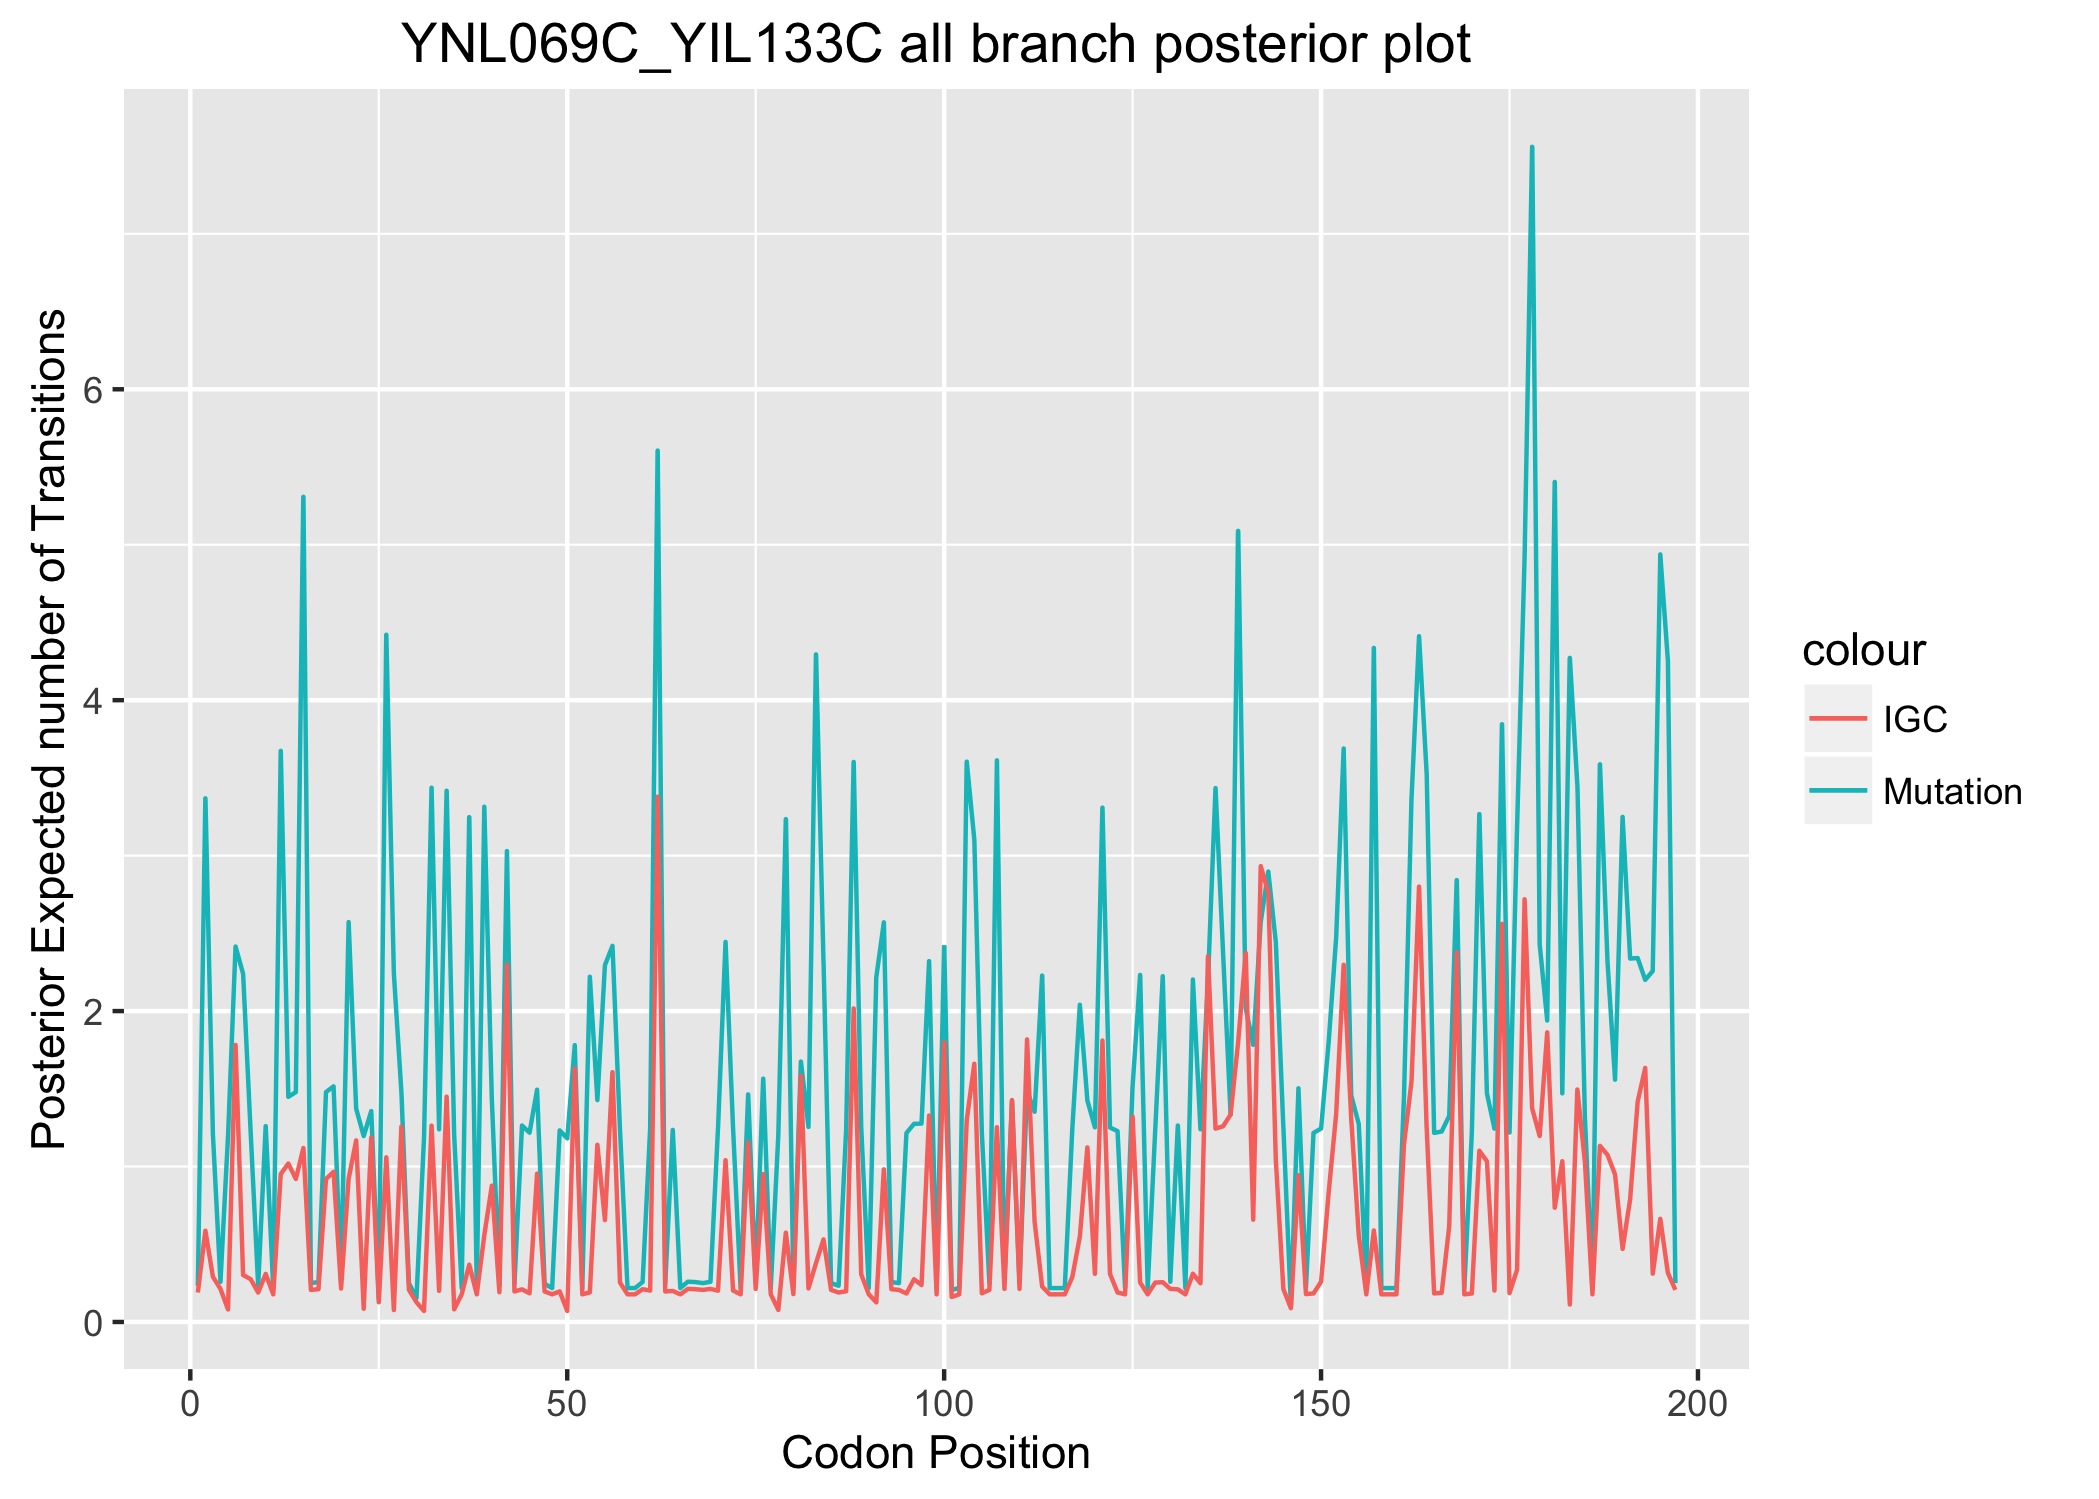 YNL069C_YIL133C all branch posterior plot
Posterior Expected number of Transitions
6
4
2
0
0 50 100 150 200
Codon Position
colour
IGC
Mutation